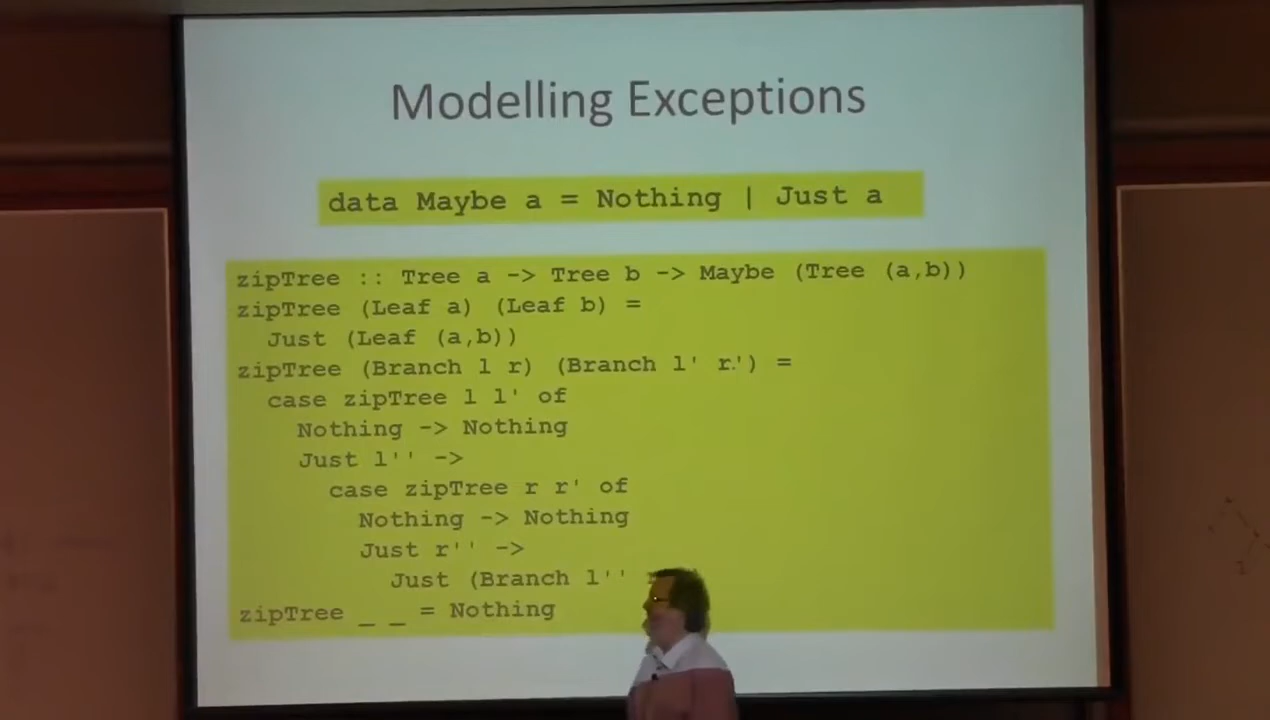 Modelling Exceptions
data Maybe a = Nothing | Just a
zipTree :: Tree a -> Tree b -> Maybe (Tree (a,b))
zipTree (Leaf a) (Leaf b) =
  Just (Leaf (a,b))
zipTree (Branch l r) (Branch l' r') =
  case zipTree l l' of
    Nothing -> Nothing
    Just l'' ->
      case zipTree r r' of
        Nothing -> Nothing
        Just r'' ->
          Just (Branch l''
zipTree _ _ = Nothing